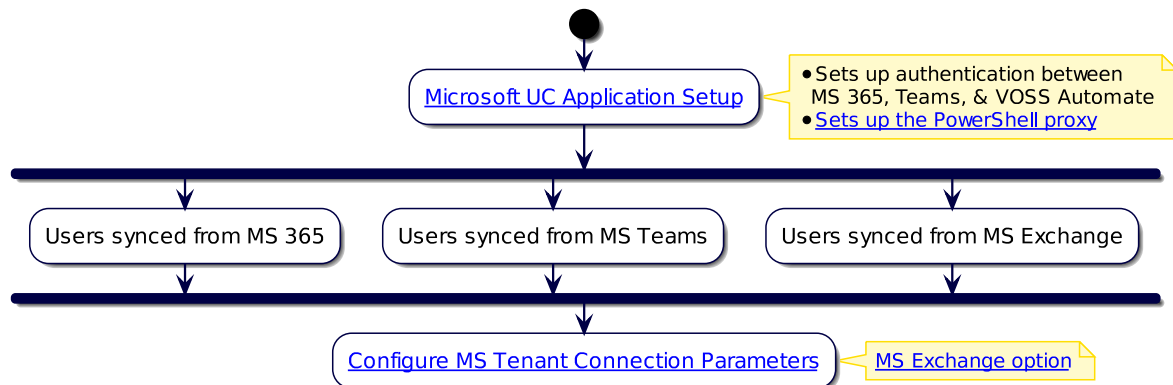 Microsoft UC Application Setup
•Sets up authentication between
MS 365, Teams, & VOSS Automate
•Sets up the PowerShell proxy
Users synced from MS 365
Users synced from MS Teams
Users synced from MS Exchange
Configure MS Tenant Connection Parameters
MS Exchange option